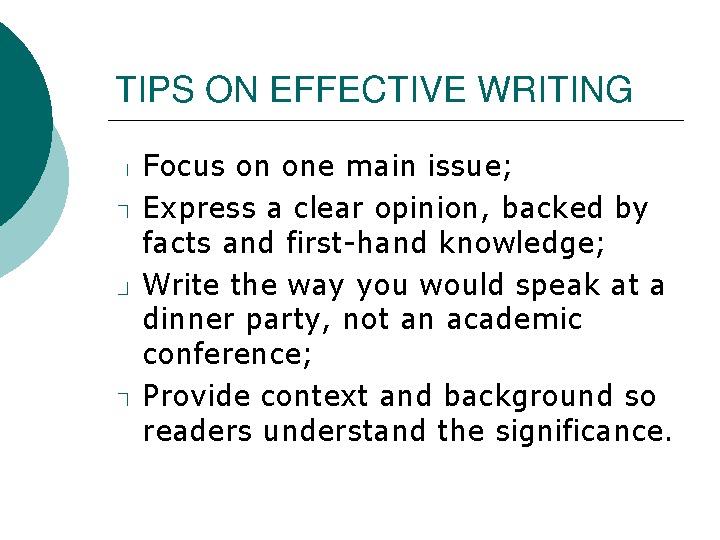 TIPS ON EFFECTIVE WRITING
Focus on one main issue;
Express a clear opinion, backed by
facts and first-hand knowledge;
Write the way you would speak at a
dinner party, not an academic
conference;
Provide context and background so
readers understand the significance.